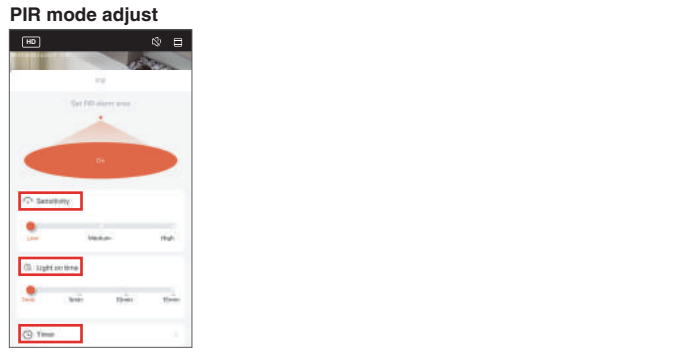 PIR mode adjust
HD
PIR
Set PIR alarm area
On
Sensitivity
Low Medium High
Light on time
5min 10min 15min
Timer